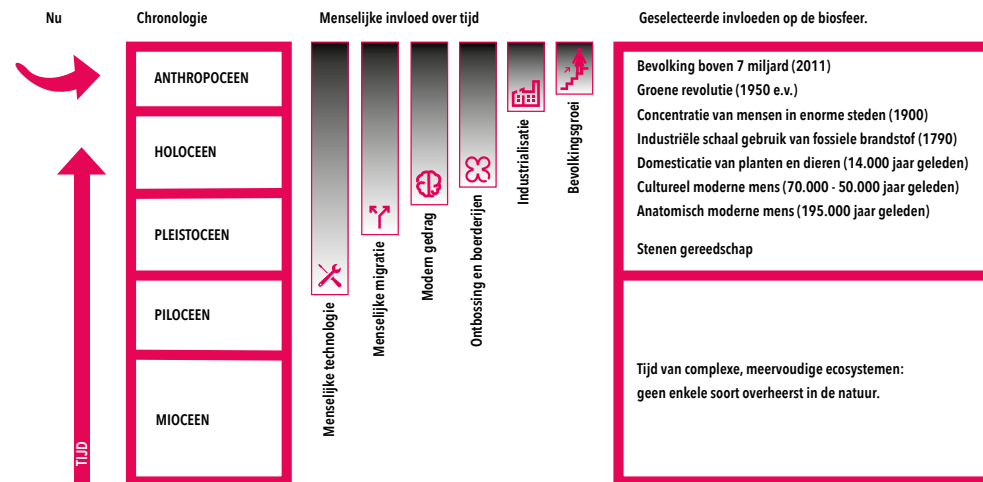 Nu
Chronologie
Menselijke invloed over tijd
Geselecteerde invloeden op de biosfeer.
ANTHROPOCEEN
HOLOCEEN
PLEISTOCEEN
PILOCEEN
MIOCEEN
TIJD
Menselijke technologie
Menselijke migratie
Modern gedrag
Ontbossing en boerderijen
Industrialisatie
Bevolkingsgroei
Bevolking boven 7 miljard (2011)
Groene revolutie (1950 e.v.)
Concentratie van mensen in enorme steden (1900)
Industriële schaal gebruik van fossiele brandstof (1790)
Domesticatie van planten en dieren (14.000 jaar geleden)
Cultureel moderne mens (70.000 - 50.000 jaar geleden)
Anatomisch moderne mens (195.000 jaar geleden)
Stenen gereedschap
Tijd van complexe, meervoudige ecosystemen:
geen enkele soort overheerst in de natuur.